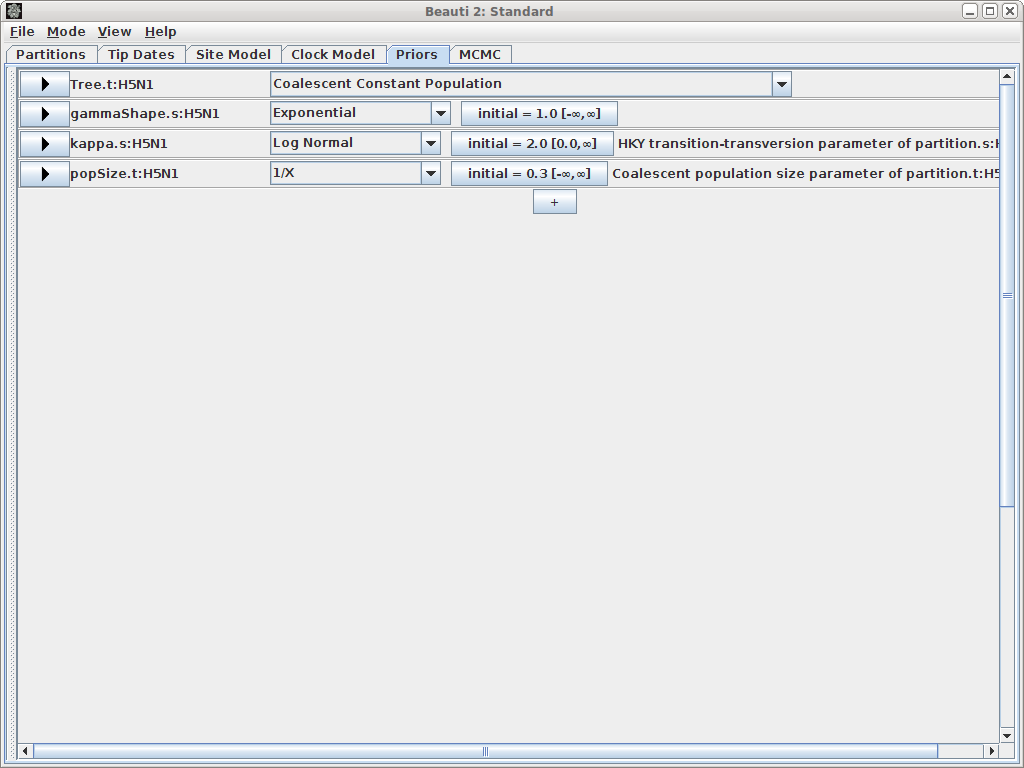 Beauti 2: Standard
File Mode View Help
Partitions Tip Dates Site Model Clock Model Priors MCMC
Tree.t:H5N1 Coalescent Constant Population
gammaShape.s:H5N1 Exponential initial = 1.0 [-∞,∞]
kappa.s:H5N1 Log Normal initial = 2.0 [0.0,∞] HKY transition-transversion parameter of partition.s:H
popSize.t:H5N1 1/X initial = 0.3 [-∞,∞] Coalescent population size parameter of partition.t:H5
+